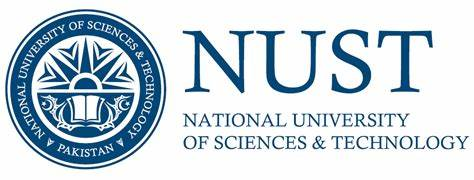 NATIONAL UNIVERSITY OF SCIENCES & TECHNOLOGY
PAKISTAN
NUST
NATIONAL UNIVERSITY
OF SCIENCES & TECHNOLOGY